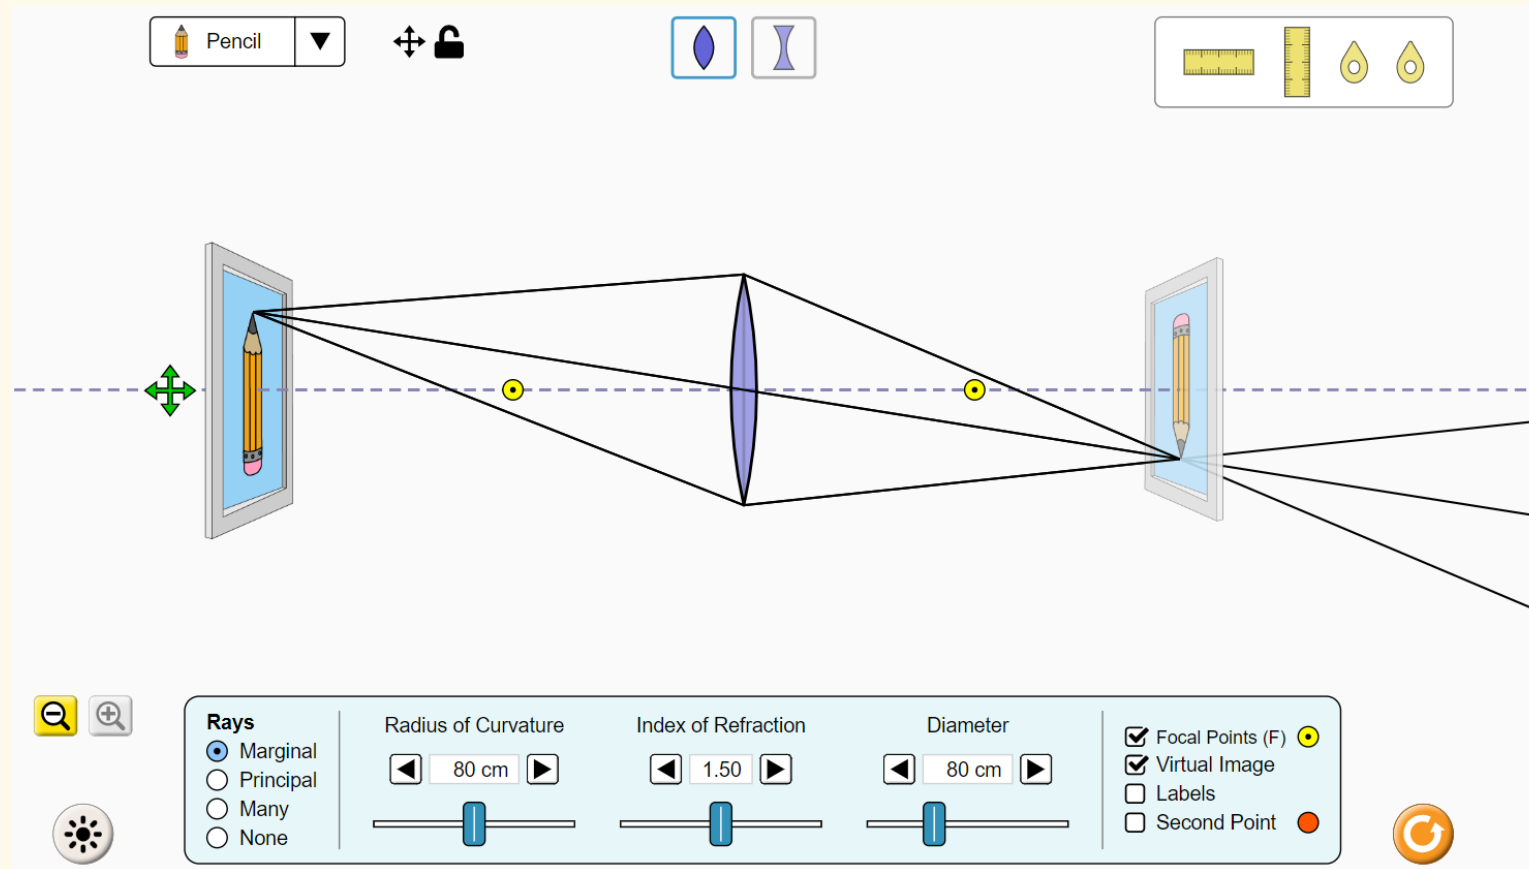 Pencil
Rays
Marginal
Principal
Many
None
Radius of Curvature
80 cm
Index of Refraction
1.50
Diameter
80 cm
Focal Points (F)
Virtual Image
Labels
Second Point